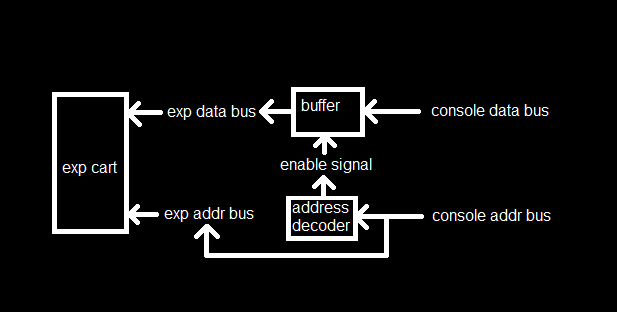 buffer
exp data bus
console data bus
exp cart
enable signal
exp addr bus
address
decoder
console addr bus